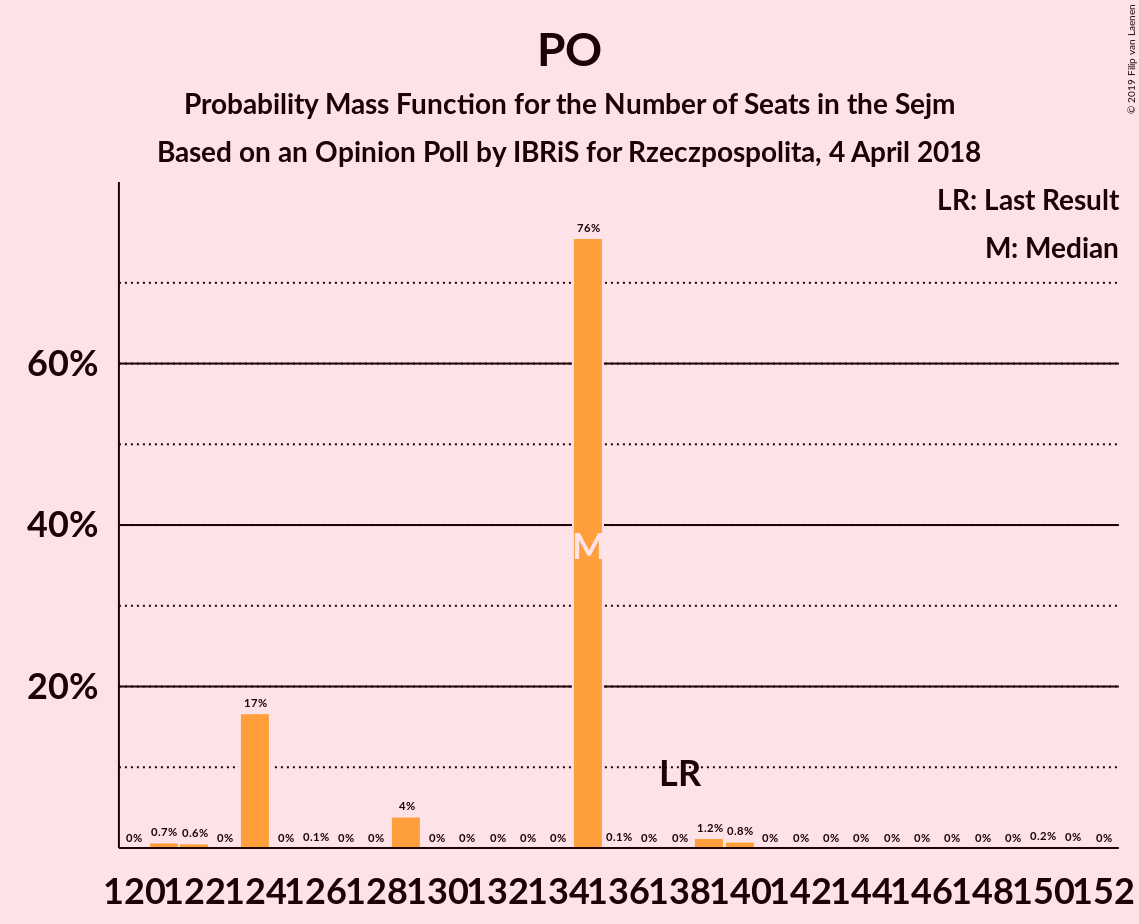 PO
Probability Mass Function for the Number of Seats in the Sejm
Based on an Opinion Poll by IBRiS for Rzeczpospolita, 4 April 2018
© 2019 Filip van Laenen
LR: Last Result
M: Median
60%
40%
20%
0% 0.7% 0.6% 0% 17% 0% 0.1% 0% 0% 4% 0% 0% 0% 0% 0% 76% 0.1% 0% 0% 1.2% 0.8% 0% 0% 0% 0% 0% 0% 0% 0% 0% 0.2% 0% 0%
M
LR
120 122 124 126 128 130 132 134 136 138 140 142 144 146 148 150 152